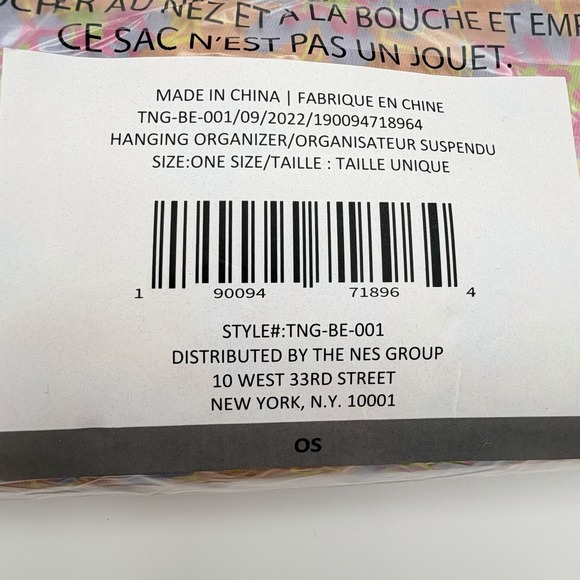 AU NEZ ET À LA BOUCHE ET
CE SAC N'EST PAS UN JOUET.
MADE IN CHINA | FABRIQUE EN CHINE
TNG-BE-001/09/2022/190094718964
HANGING ORGANIZER/ORGANISATEUR SUSPENDU
SIZE:ONE SIZE/TAILLE : TAILLE UNIQUE
1 90094 71896 4
STYLE#:TNG-BE-001
DISTRIBUTED BY THE NES GROUP
10 WEST 33RD STREET
NEW YORK, N.Y. 10001
OS